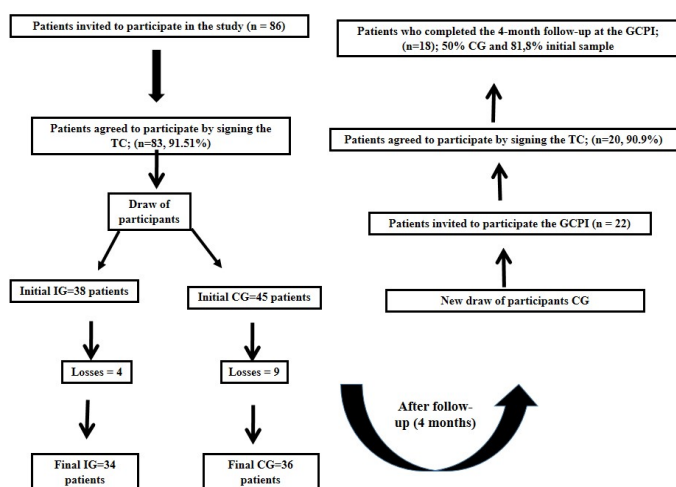 Patients invited to participate in the study (n = 86)
Patients agreed to participate by signing the
TC; (n=83, 91.51%)
Draw of
participants
Initial IG=38 patients
Initial CG=45 patients
Losses = 4
Losses = 9
Final IG=34
patients
Final CG=36
patients
After follow-
up (4 months)
New draw of participants CG
Patients invited to participate the GCPI (n = 22)
Patients agreed to participate by signing the TC; (n=20, 90.9%)
Patients who completed the 4-month follow-up at the GCPI;
(n=18); 50% CG and 81,8% initial sample